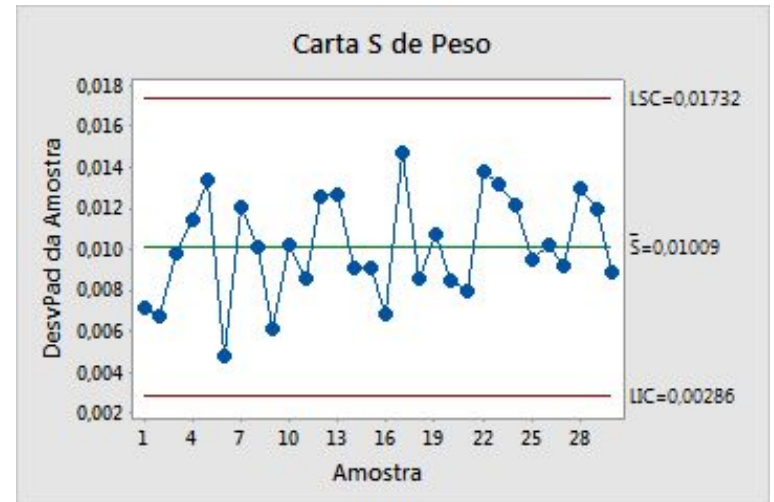 Carta S de Peso
DesvPad da Amostra
0,018
0,016
0,014
0,012
0,010
0,008
0,006
0,004
0,002
LSC=0,01732
S̄=0,01009
LIC=0,00286
1 4 7 10 13 16 19 22 25 28
Amostra